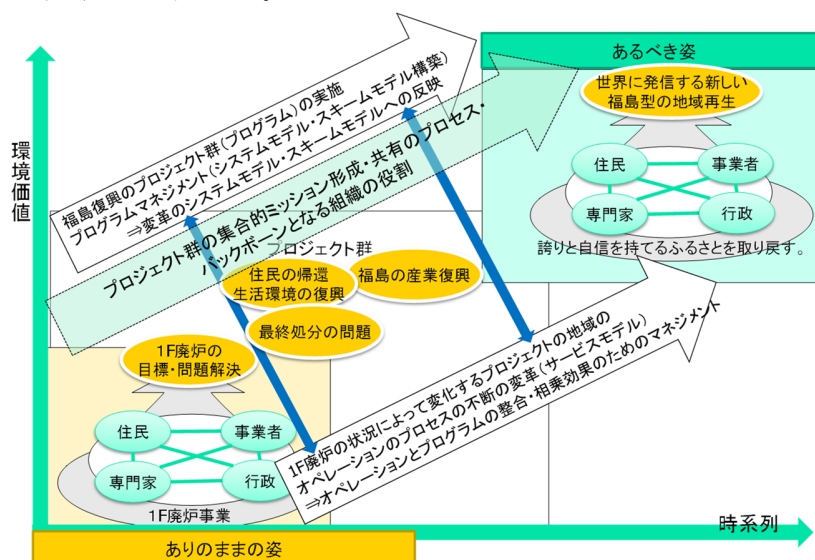 あるべき姿
世界に発信する新しい
福島型の地域再生
環境価値
福島復興のプロジェクト群(プログラム)の実施
プログラムマネジメント(システムモデル・スキームモデル構築)
⇒変革のシステムモデル・スキームモデルへの反映
プロジェクト群の集合的ミッション形成・共有のプロセス・
バックボーンとなる組織の役割
住民
事業者
専門家
行政
誇りと自信を持てるふるさとを取り戻す。
プロジェクト群
住民の帰還
生活環境の復興
福島の産業復興
最終処分の問題
1F廃炉の
目標・問題解決
1F廃炉の状況によって変化するプロジェクトの地域の
オペレーションのプロセスの不断の変革(サービスモデル)
⇒オペレーションとプログラムの整合・相乗効果のためのマネジメント
住民
事業者
専門家
行政
1F廃炉事業
時系列
ありのままの姿